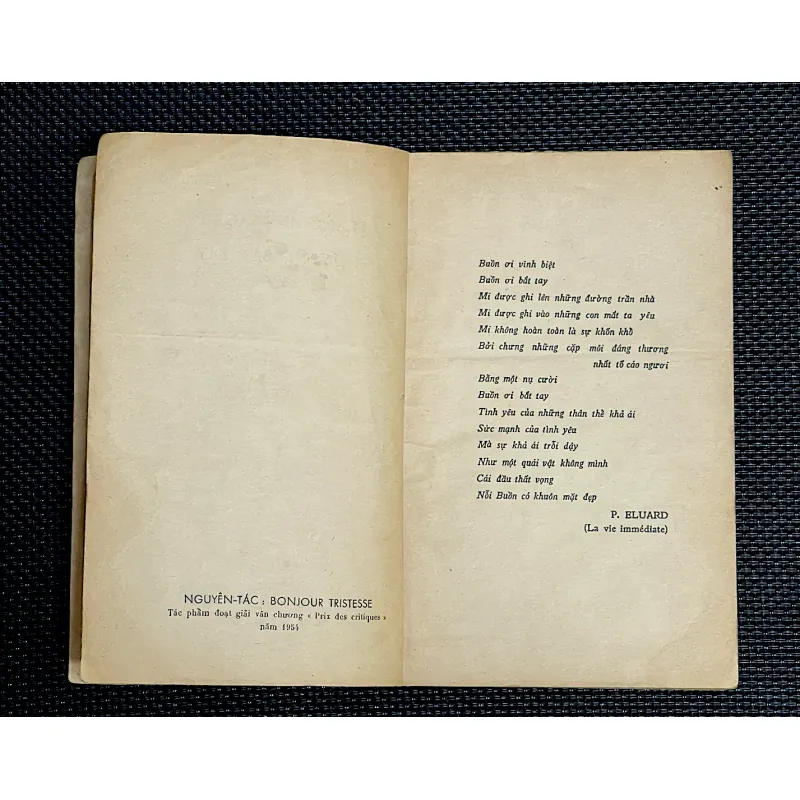 NGUYÊN-TÁC : BONJOUR TRISTESSE
Tác phẩm đoạt giải văn chương « Prix des critiques »
năm 1954
Buồn ơi vĩnh biệt
Buồn ơi bắt tay
Mi được ghi lên những đường trần nhà
Mi được ghi vào những con mắt ta yêu
Mi không hoàn toàn là sự khốn khổ
Bởi chưng những cặp môi đáng thương
nhất tố cáo ngươi
Bằng một nụ cười
Buồn ơi bắt tay
Tình yêu của những thân thể khả ái
Sức mạnh của tình yêu
Mà sự khả ái trỗi dậy
Như một quái vật không mình
Cái đầu thất vọng
Nỗi Buồn có khuôn mặt đẹp
P. ELUARD
(La vie immédiate)